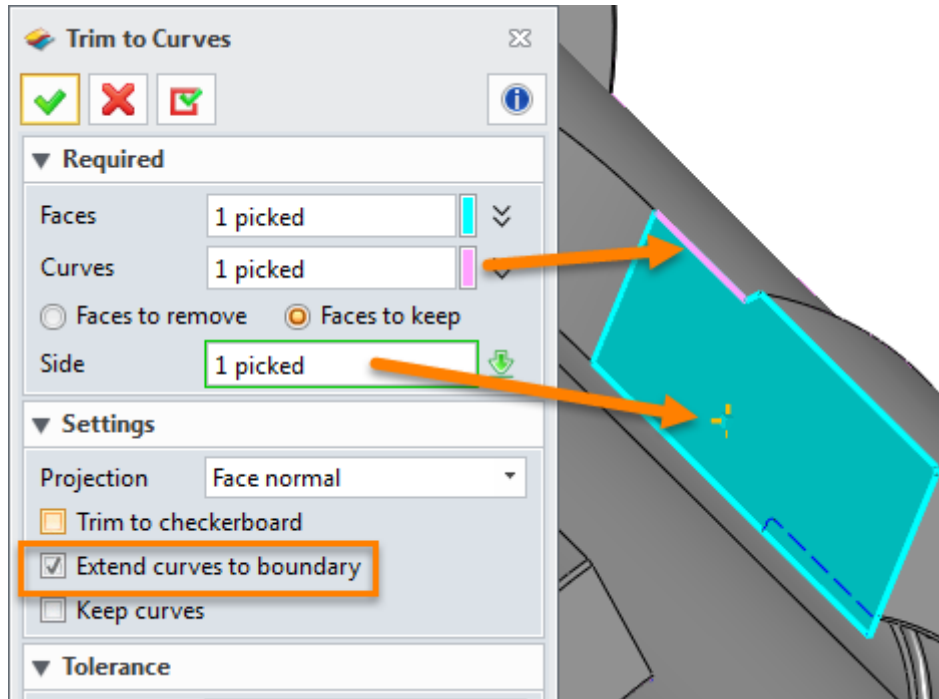 Trim to Curves
Required
Faces 1 picked
Curves 1 picked
Faces to remove Faces to keep
Side 1 picked
Settings
Projection Face normal
Trim to checkerboard
Extend curves to boundary
Keep curves
Tolerance